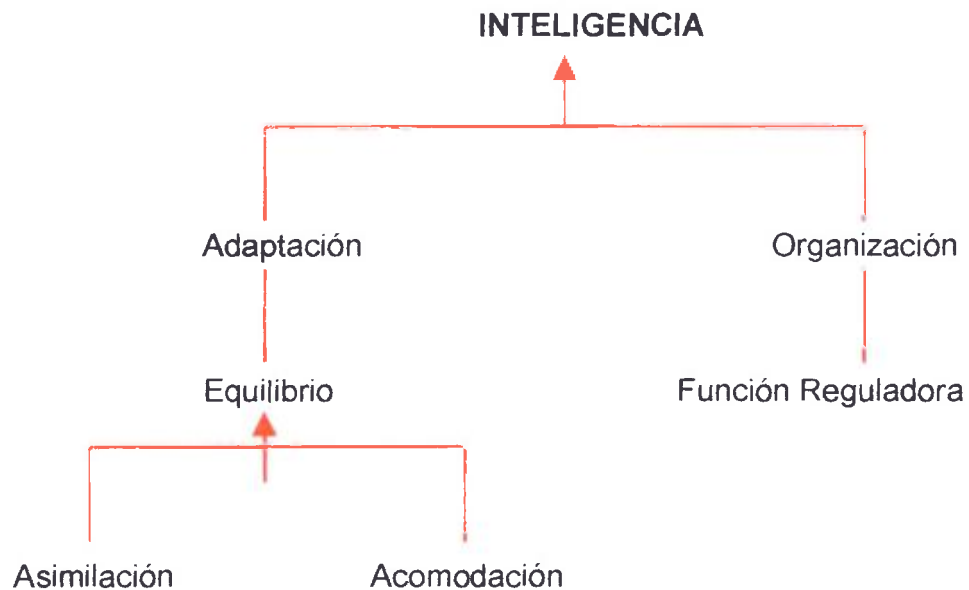 INTELIGENCIA
Adaptación
Organización
Equilibrio
Función Reguladora
Asimilación
Acomodación